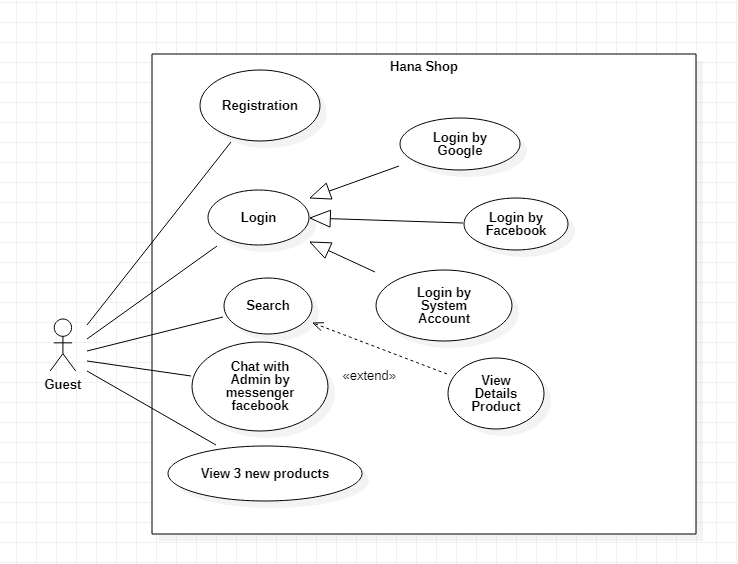 Hana Shop
Registration
Login by
Google
Login
Login by
Facebook
Login by
System
Account
Search
Guest
Chat with
Admin by
messenger
facebook
«extend»
View
Details
Product
View 3 new products